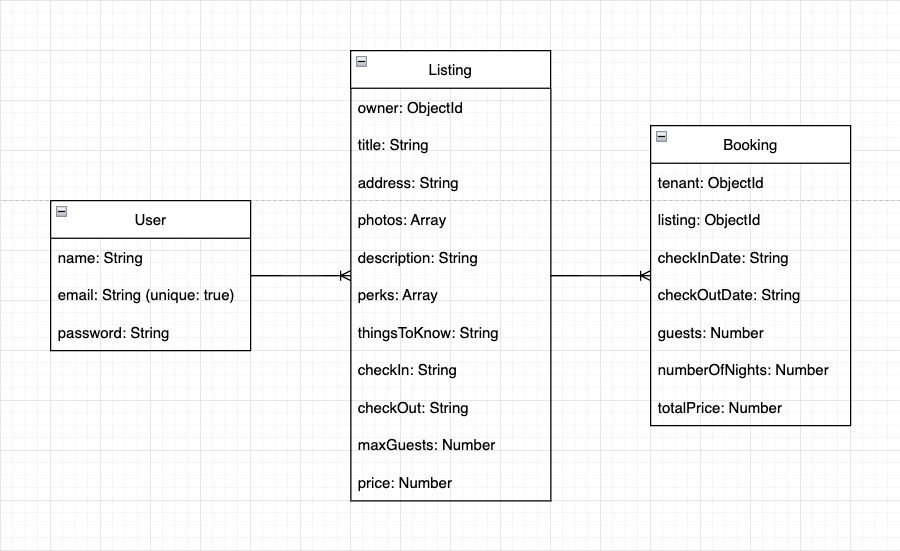 User
name: String
email: String (unique: true)
password: String
Listing
owner: ObjectId
title: String
address: String
photos: Array
description: String
perks: Array
thingsToKnow: String
checkIn: String
checkOut: String
maxGuests: Number
price: Number
Booking
tenant: ObjectId
listing: ObjectId
checkInDate: String
checkOutDate: String
guests: Number
numberOfNights: Number
totalPrice: Number